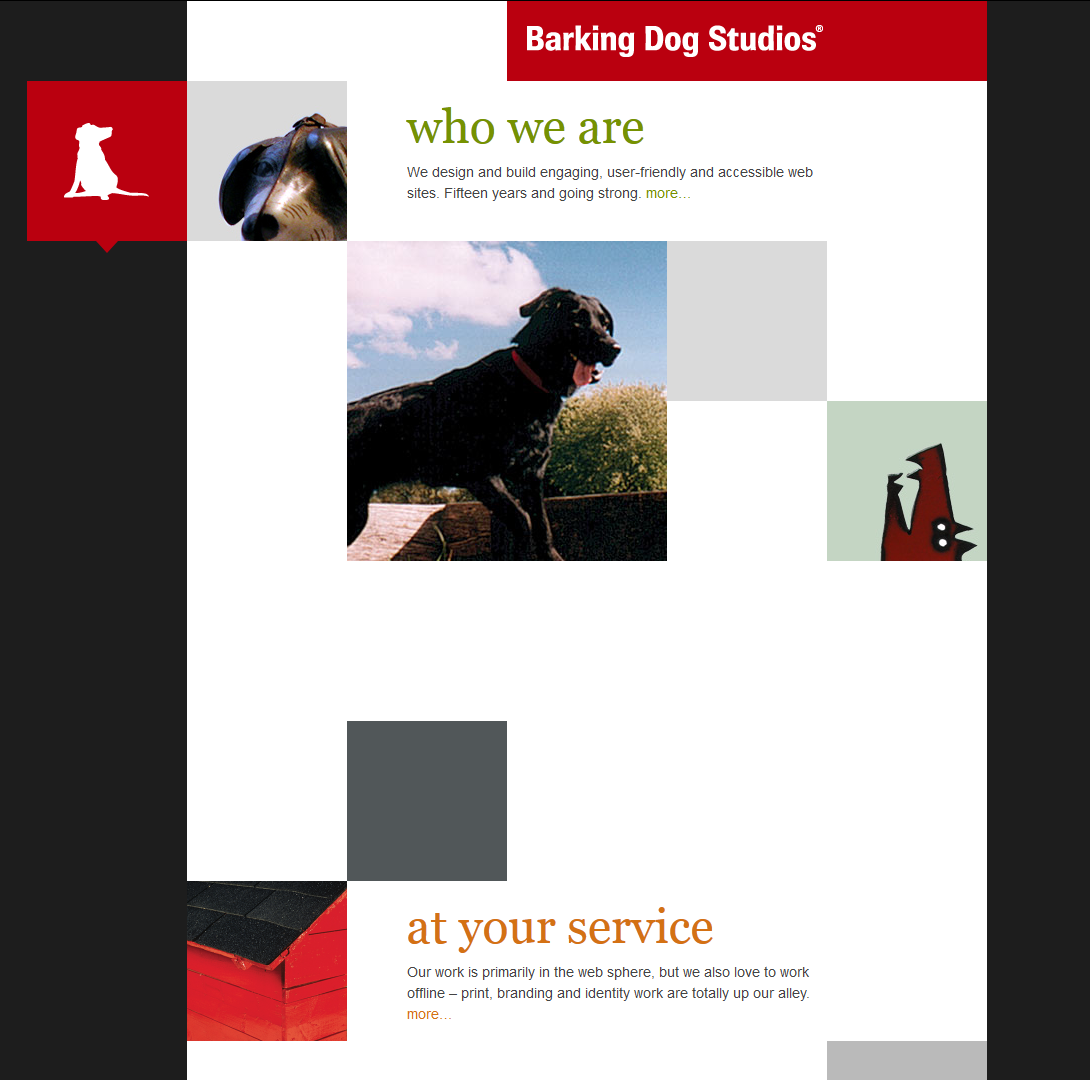 Barking Dog Studios®
who we are
We design and build engaging, user-friendly and accessible web
sites. Fifteen years and going strong. more…
at your service
Our work is primarily in the web sphere, but we also love to work
offline – print, branding and identity work are totally up our alley.
more…